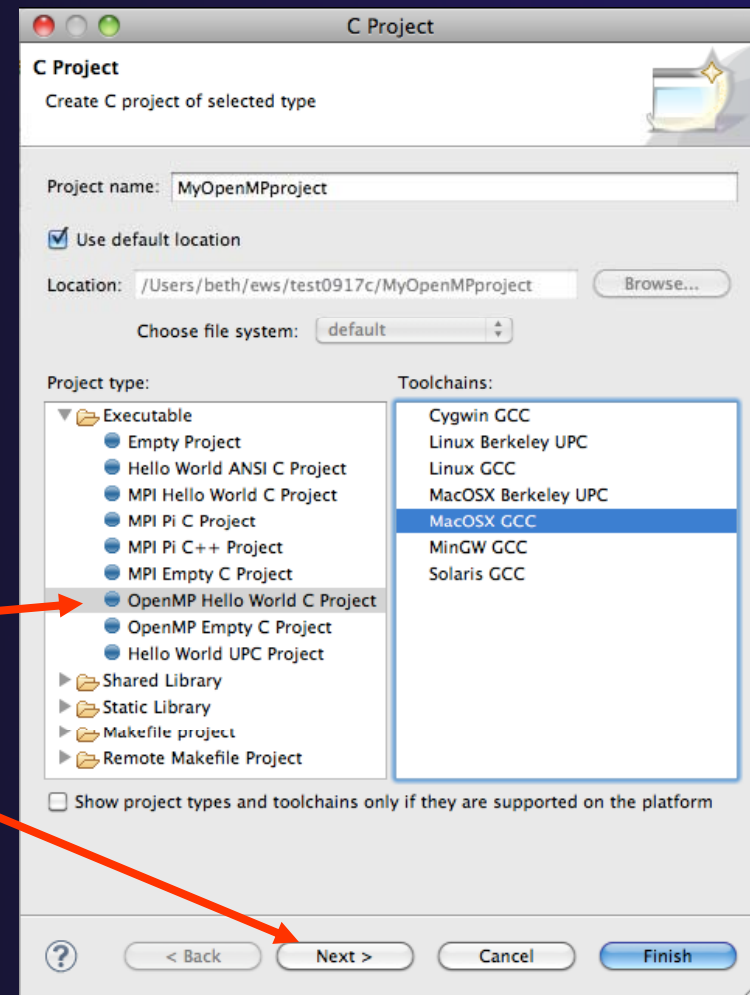 C Project
C Project
Create C project of selected type
Project name: MyOpenMPproject
Use default location
Location: /Users/beth/ews/test0917c/MyOpenMPproject Browse...
Choose file system: default
Project type:
Executable
Empty Project
Hello World ANSI C Project
MPI Hello World C Project
MPI Pi C Project
MPI Pi C++ Project
MPI Empty C Project
OpenMP Hello World C Project
OpenMP Empty C Project
Hello World UPC Project
Shared Library
Static Library
Makefile project
Remote Makefile Project
Toolchains:
Cygwin GCC
Linux Berkeley UPC
Linux GCC
MacOSX Berkeley UPC
MacOSX GCC
MinGW GCC
Solaris GCC
Show project types and toolchains only if they are supported on the platform
? < Back Next > Cancel Finish